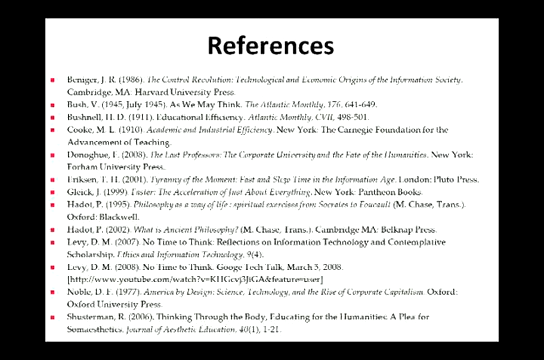 References
Beniger, J. R. (1986). The Control Revolution: Technological and Economic Origins of the Information Society.
Cambridge, MA: Harvard University Press.
Bush, V. (1945, July 1945). As We May Think. The Atlantic Monthly, 176, 641-649.
Bushnell, H. D. (1911). Educational Efficiency. Atlantic Monthly, CVII, 498-501.
Cooke, M. L. (1910). Academic and Industrial Efficiency. New York: The Carnegie Foundation for the
Advancement of Teaching.
Donoghue, F. (2008). The Last Professors: The Corporate University and the Fate of the Humanities. New York:
Forham University Press.
Eriksen, T. H. (2001). Tyranny of the Moment: Fast and Slow Time in the Information Age. London: Pluto Press.
Gleick, J. (1999). Faster: The Acceleration of Just About Everything. New York: Pantheon Books.
Hadot, P. (1995). Philosophy as a way of life : spiritual exercises from Socrates to Foucault (M. Chase, Trans.).
Oxford: Blackwell.
Hadot, P. (2002). What is Ancient Philosophy? (M. Chase, Trans.). Cambridge MA: Belknap Press.
Levy, D. M. (2007). No Time to Think: Reflections on Information Technology and Contemplative
Scholarship. Ethics and Information Technology, 9(4).
Levy, D. M. (2008). No Time to Think. Googe Tech Talk, March 5, 2008.
Noble, D. F. (1977). America by Design: Science, Technology, and the Rise of Corporate Capitalism. Oxford:
Oxford University Press.
Shusterman, R. (2006). Thinking Through the Body, Educating for the Humanities: A Plea for
Somaesthetics. Journal of Aesthetic Education, 40(1), 1-21.